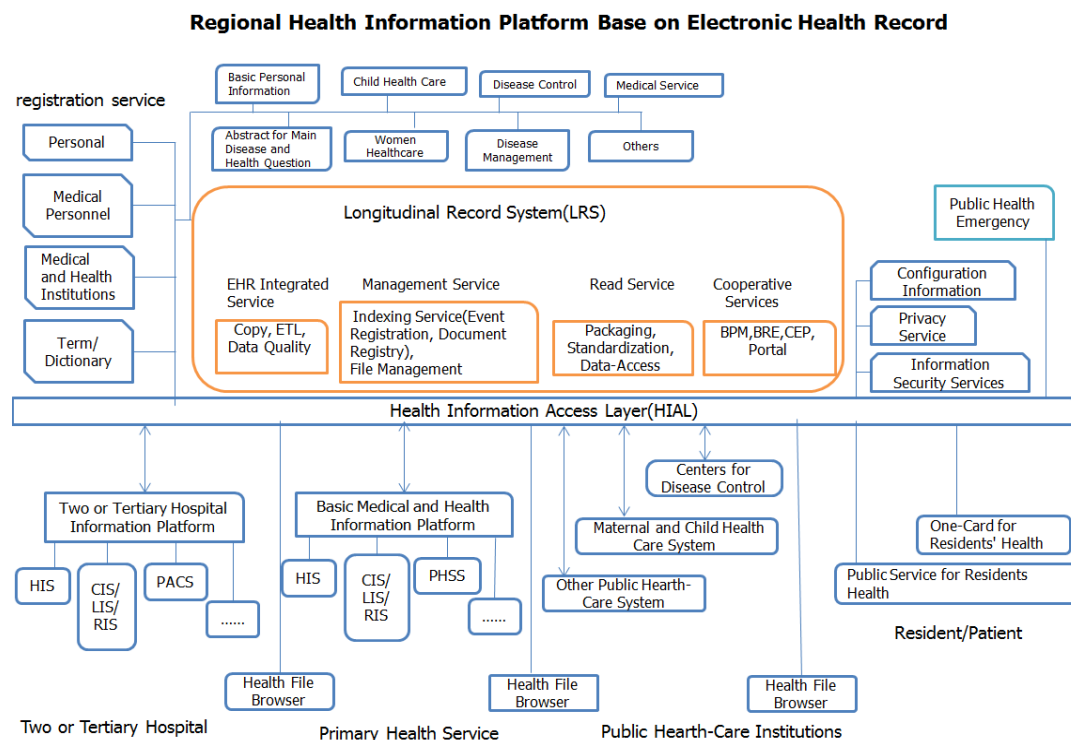 Regional Health Information Platform Base on Electronic Health Record
registration service
Personal
Medical
Personnel
Medical
and Health
Institutions
Term/
Dictionary
Basic Personal
Information
Child Health Care
Disease Control
Medical Service
Abstract for Main
Disease and
Health Question
Women
Healthcare
Disease
Management
Others
Longitudinal Record System(LRS)
EHR Integrated
Service
Copy, ETL,
Data Quality
Management Service
Indexing Service(Event
Registration, Document
Registry),
File Management
Read Service
Packaging,
Standardization,
Data-Access
Cooperative
Services
BPM,BRE,CEP,
Portal
Public Health
Emergency
Configuration
Information
Privacy
Service
Information
Security Services
Health Information Access Layer(HIAL)
Two or Tertiary Hospital
Information Platform
HIS
CIS/
LIS/
RIS
PACS
......
Health File
Browser
Two or Tertiary Hospital
Basic Medical and Health
Information Platform
HIS
CIS/
LIS/
RIS
PHSS
......
Health File
Browser
Primary Health Service
Centers for
Disease Control
Maternal and Child Health
Care System
Other Public Hearth-
Care System
Health File
Browser
Public Hearth-Care Institutions
One-Card for
Residents' Health
Public Service for Residents
Health
Resident/Patient